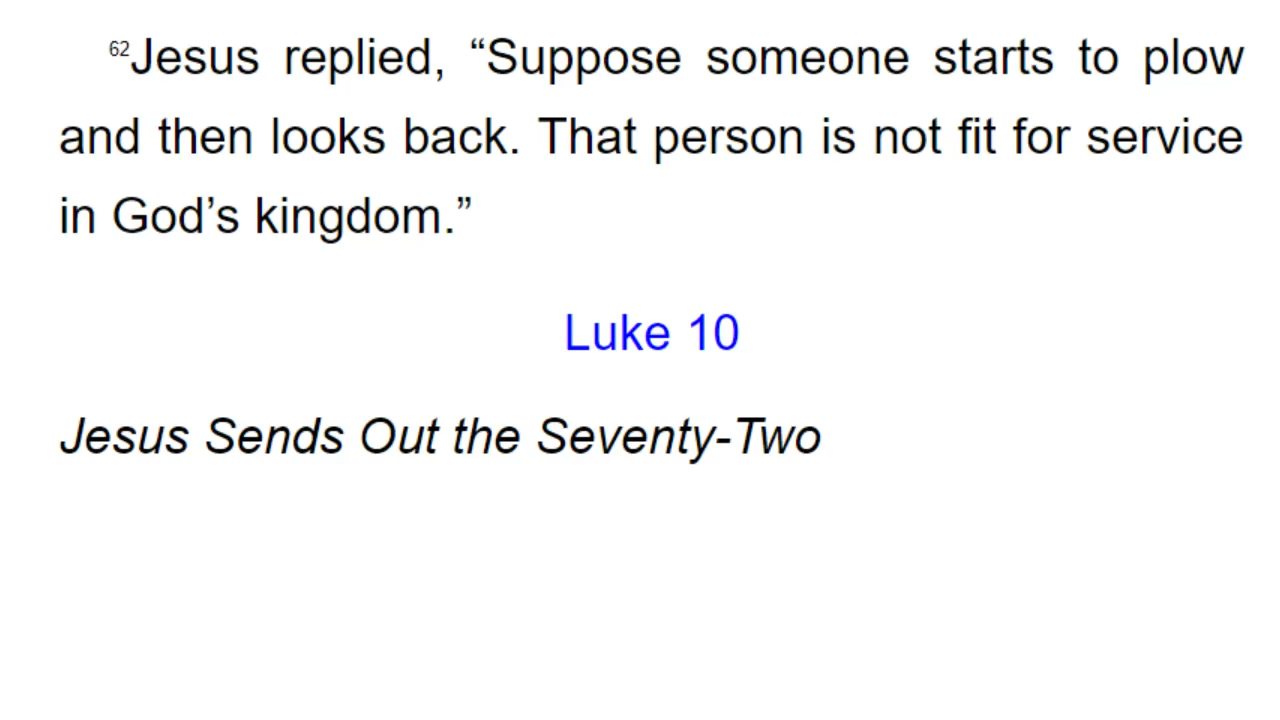 62Jesus replied, “Suppose someone starts to plow
and then looks back. That person is not fit for service
in God’s kingdom.”
Luke 10
Jesus Sends Out the Seventy-Two